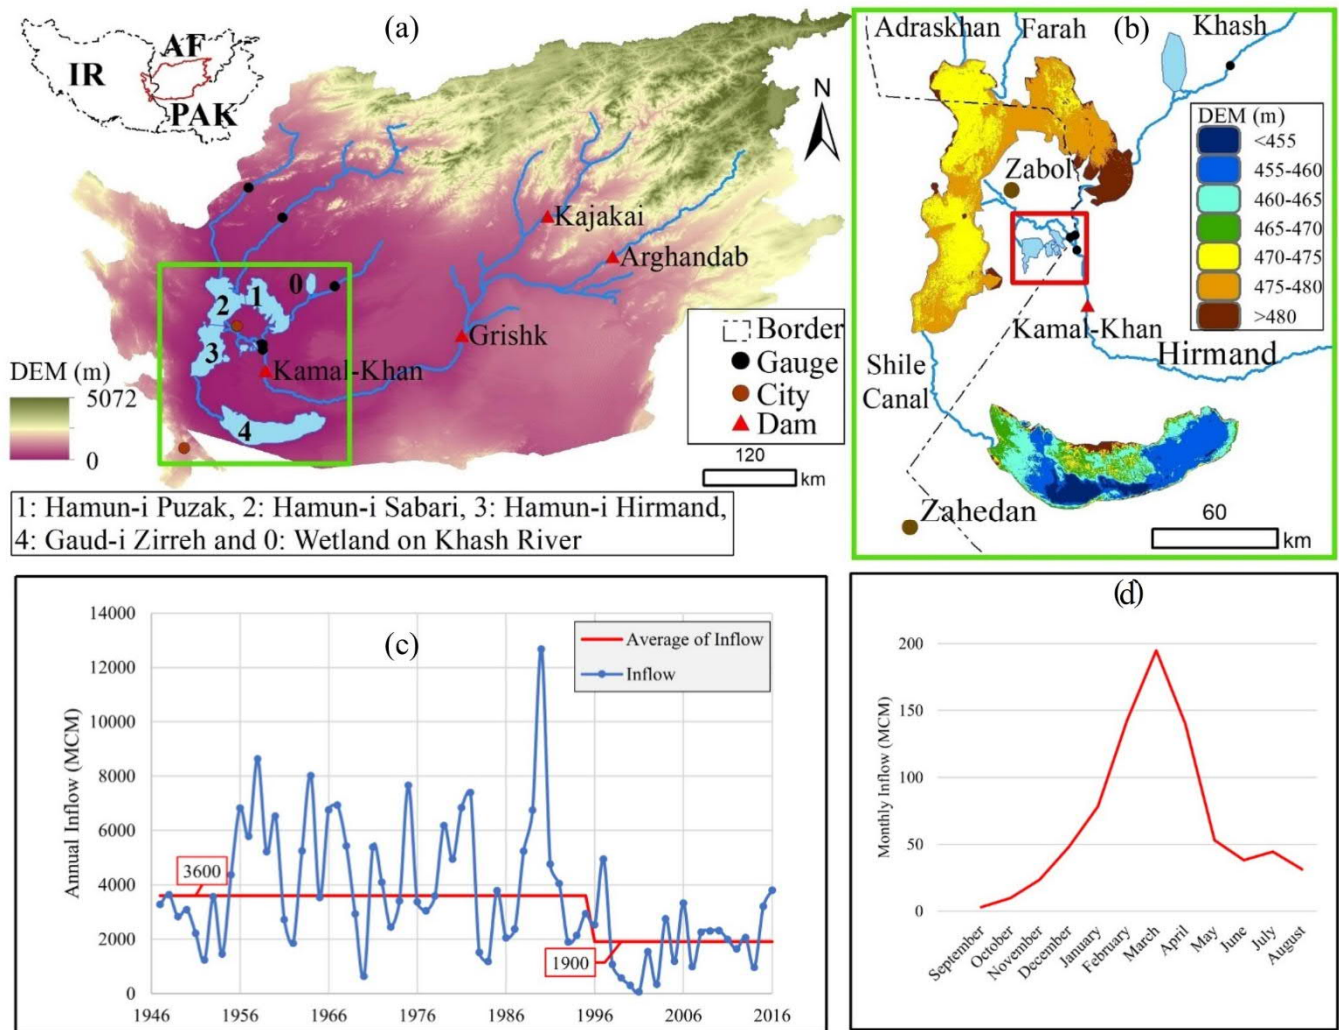 (a)
AF
IR
PAK
N
Kajakai
Arghandab
0
1
2
3
Grishk
Kamal-Khan
4
DEM (m)
5072
0
Border
Gauge
City
Dam
120
km
1: Hamun-i Puzak, 2: Hamun-i Sabari, 3: Hamun-i Hirmand,
4: Gaud-i Zirreh and 0: Wetland on Khash River
(b)
Adraskhan
Farah
Khash
DEM (m)
<455
455-460
460-465
465-470
470-475
475-480
>480
Zabol
Kamal-Khan
Hirmand
Shile
Canal
Zahedan
60
km
(c)
Average of Inflow
Inflow
Annual Inflow (MCM)
14000
12000
10000
8000
6000
4000
2000
0
3600
1900
1946
1956
1966
1976
1986
1996
2006
2016
(d)
Monthly Inflow (MCM)
200
150
100
50
0
September
October
November
December
January
February
March
April
May
June
July
August